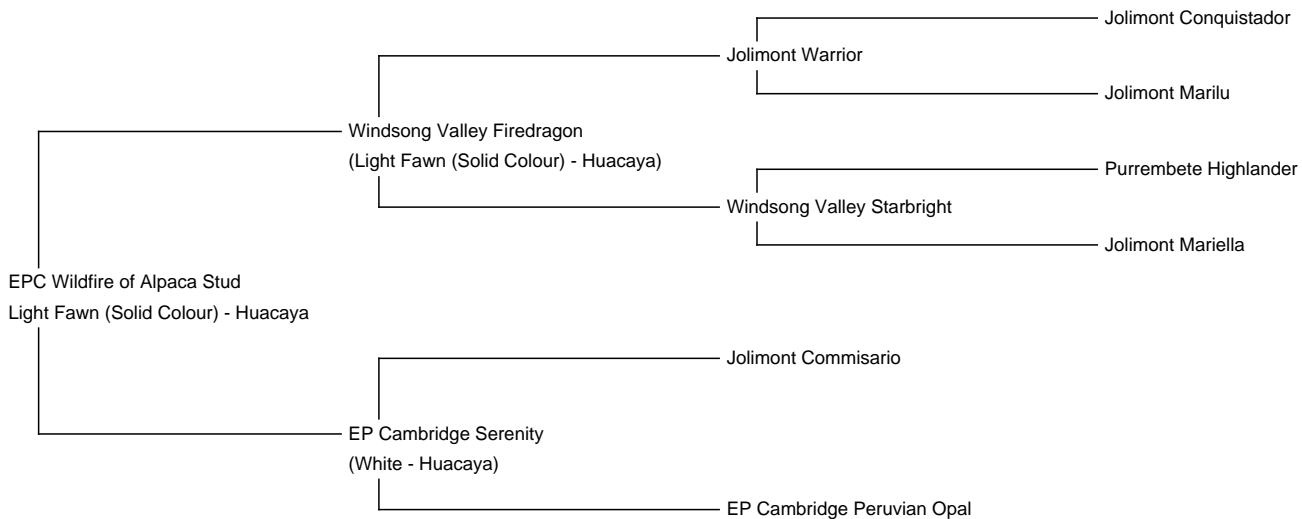 Jolimont Conquistador
Jolimont Warrior
Jolimont Marilu
Windsong Valley Firedragon
(Light Fawn (Solid Colour) - Huacaya)
Purrembete Highlander
Windsong Valley Starbright
Jolimont Mariella
EPC Wildfire of Alpaca Stud
Light Fawn (Solid Colour) - Huacaya
Jolimont Commisario
EP Cambridge Serenity
(White - Huacaya)
EP Cambridge Peruvian Opal